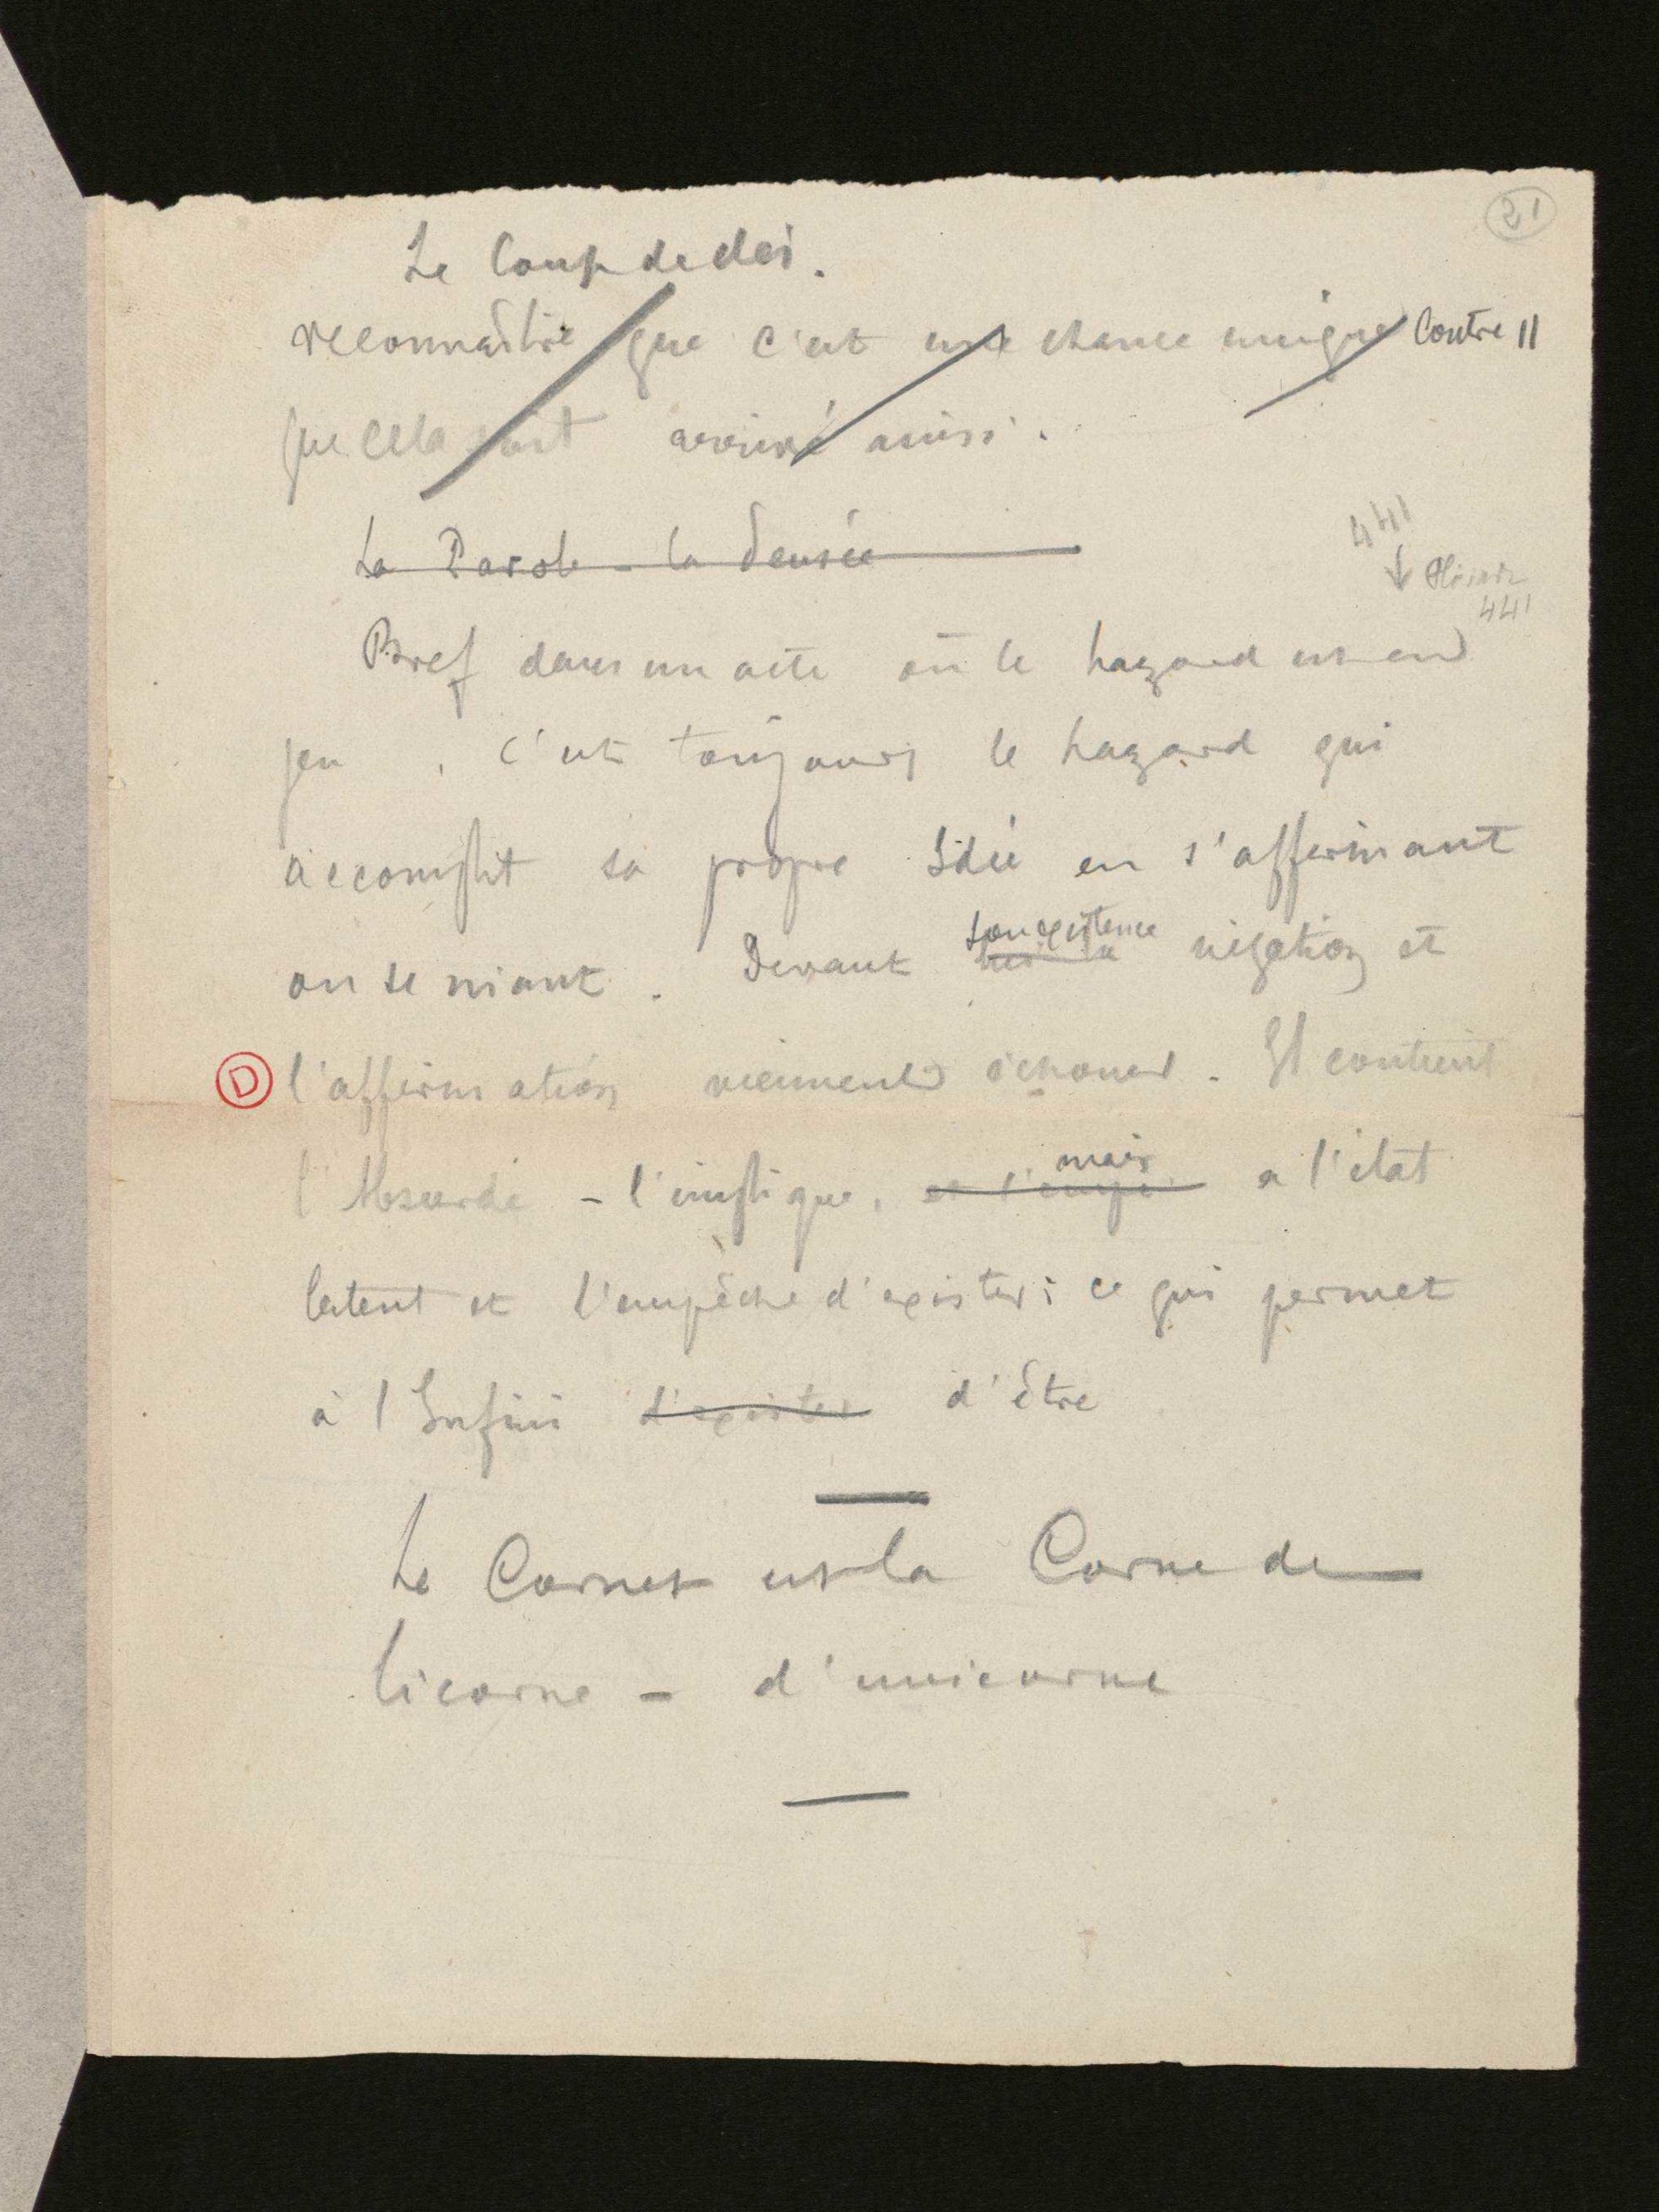 21
Le Coup de dés.
reconnaître que c'est une chance unique Contre 11
que cela soit arrivé ainsi.
La Parole - la Pensée
441
Pléiade
441
Bref dans un acte où le hazard est en
jeu, c'est toujours le hazard qui
accomplit sa propre Idée en s'affirmant
ou se niant. Devant son existence négation et
D l'affirmation viennent échouer. Il contient
l'Absurde - l'implique, mais a l'état
latent et l'empêche d'exister : ce qui permet
à l Infini d'exister d'être
Le Cornet est la Corne de
licorne - d'unicorne